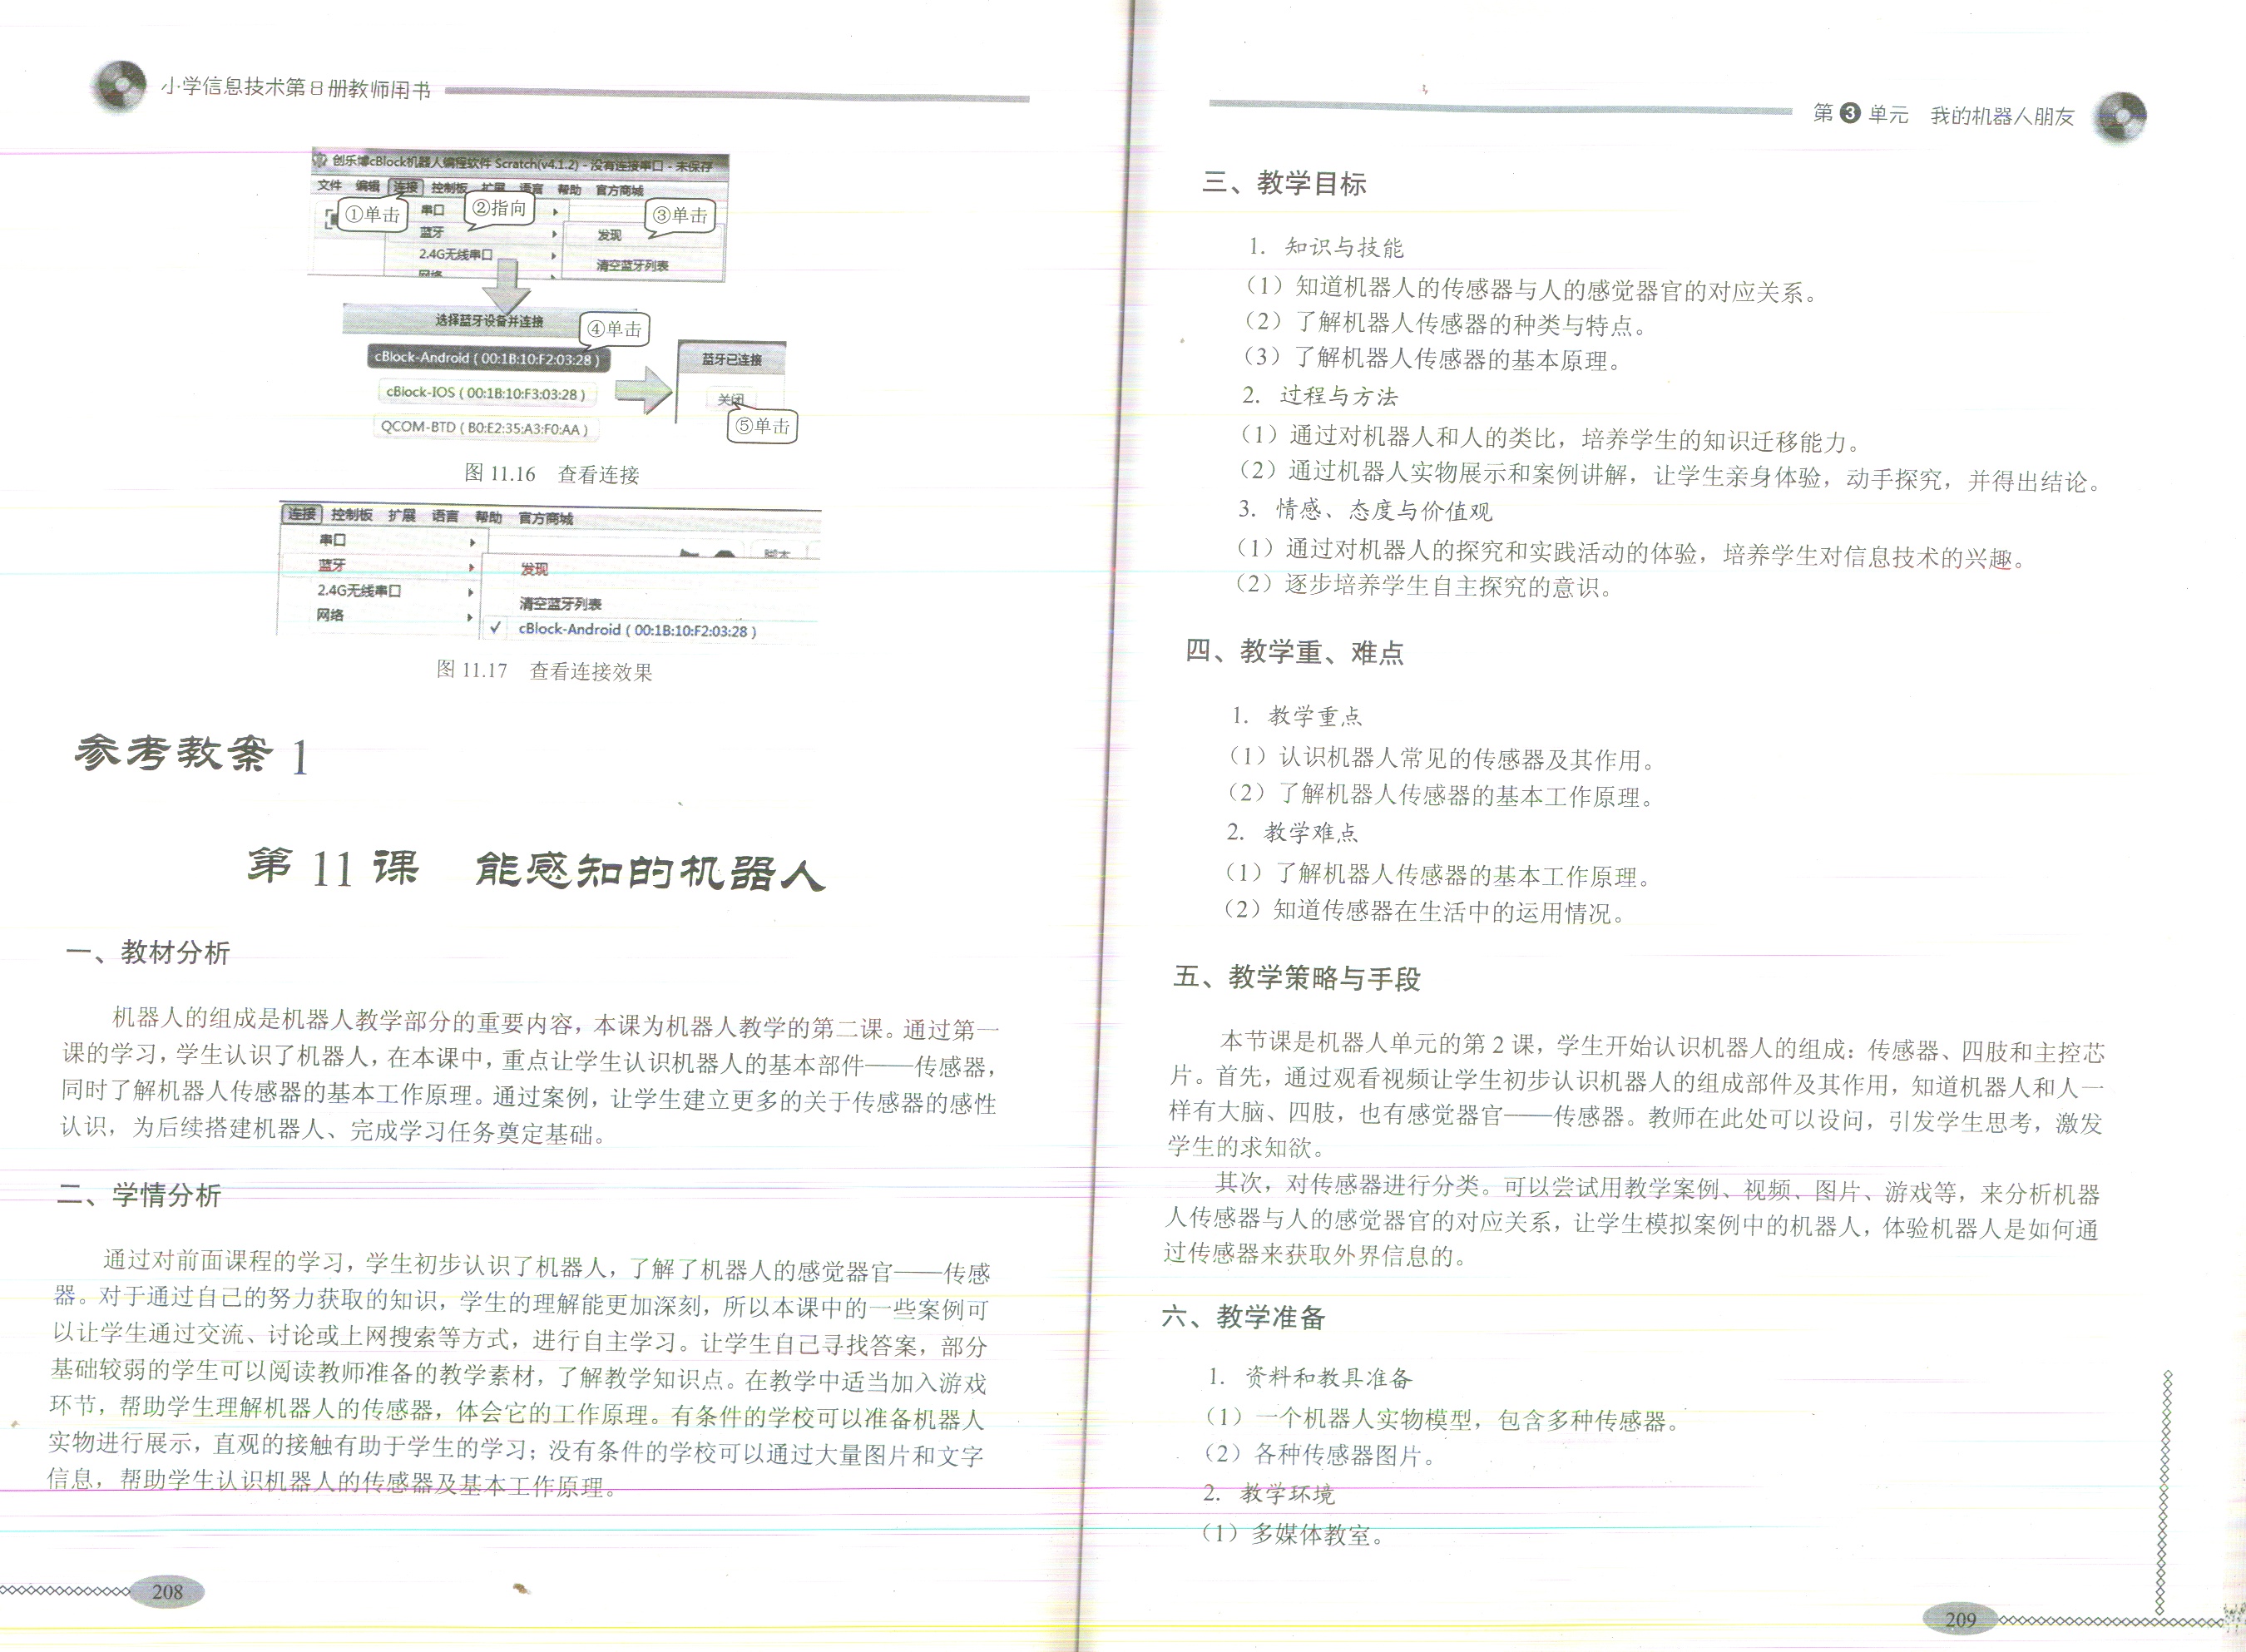 小学信息技术第8册教师用书
创乐博cBlock机器人编程软件 Scratch(v4.1.2) - 没有连接串口 - 未保存
文件 编辑 连接 控制板 扩展 语言 帮助 官方商城
①单击
串口
②指向
③单击
蓝牙
发现
2.4G无线串口
清空蓝牙列表
网络
选择蓝牙设备并连接
④单击
cBlock-Android ( 00:1B:10:F2:03:28 )
蓝牙已连接
cBlock-IOS ( 00:1B:10:F3:03:28 )
关闭
QCOM-BTD ( B0:E2:35:A3:F0:AA )
⑤单击
图 11.16 查看连接
连接 控制板 扩展 语言 帮助 官方商城
串口
脚本
蓝牙
发现
2.4G无线串口
清空蓝牙列表
网络
✓ cBlock-Android ( 00:1B:10:F2:03:28 )
图 11.17 查看连接效果
参考教案 1
第 11 课 能感知的机器人
一、教材分析
机器人的组成是机器人教学部分的重要内容，本课为机器人教学的第二课。通过第一
课的学习，学生认识了机器人，在本课中，重点让学生认识机器人的基本部件——传感器，
同时了解机器人传感器的基本工作原理。通过案例，让学生建立更多的关于传感器的感性
认识，为后续搭建机器人、完成学习任务奠定基础。
二、学情分析
通过对前面课程的学习，学生初步认识了机器人，了解了机器人的感觉器官——传感
器。对于通过自己的努力获取的知识，学生的理解能更加深刻，所以本课中的一些案例可
以让学生通过交流、讨论或上网搜索等方式，进行自主学习。让学生自己寻找答案，部分
基础较弱的学生可以阅读教师准备的教学素材，了解教学知识点。在教学中适当加入游戏
环节，帮助学生理解机器人的传感器，体会它的工作原理。有条件的学校可以准备机器人
实物进行展示，直观的接触有助于学生的学习；没有条件的学校可以通过大量图片和文字
信息，帮助学生认识机器人的传感器及基本工作原理。
208
第 3 单元 我的机器人朋友
三、教学目标
1. 知识与技能
（1）知道机器人的传感器与人的感觉器官的对应关系。
（2）了解机器人传感器的种类与特点。
（3）了解机器人传感器的基本原理。
2. 过程与方法
（1）通过对机器人和人的类比，培养学生的知识迁移能力。
（2）通过机器人实物展示和案例讲解，让学生亲身体验，动手探究，并得出结论。
3. 情感、态度与价值观
（1）通过对机器人的探究和实践活动的体验，培养学生对信息技术的兴趣。
（2）逐步培养学生自主探究的意识。
四、教学重、难点
1. 教学重点
（1）认识机器人常见的传感器及其作用。
（2）了解机器人传感器的基本工作原理。
2. 教学难点
（1）了解机器人传感器的基本工作原理。
（2）知道传感器在生活中的运用情况。
五、教学策略与手段
本节课是机器人单元的第 2 课，学生开始认识机器人的组成：传感器、四肢和主控芯
片。首先，通过观看视频让学生初步认识机器人的组成部件及其作用，知道机器人和人一
样有大脑、四肢，也有感觉器官——传感器。教师在此处可以设问，引发学生思考，激发
学生的求知欲。
其次，对传感器进行分类。可以尝试用教学案例、视频、图片、游戏等，来分析机器
人传感器与人的感觉器官的对应关系，让学生模拟案例中的机器人，体验机器人是如何通
过传感器来获取外界信息的。
六、教学准备
1. 资料和教具准备
（1）一个机器人实物模型，包含多种传感器。
（2）各种传感器图片。
2. 教学环境
（1）多媒体教室。
209